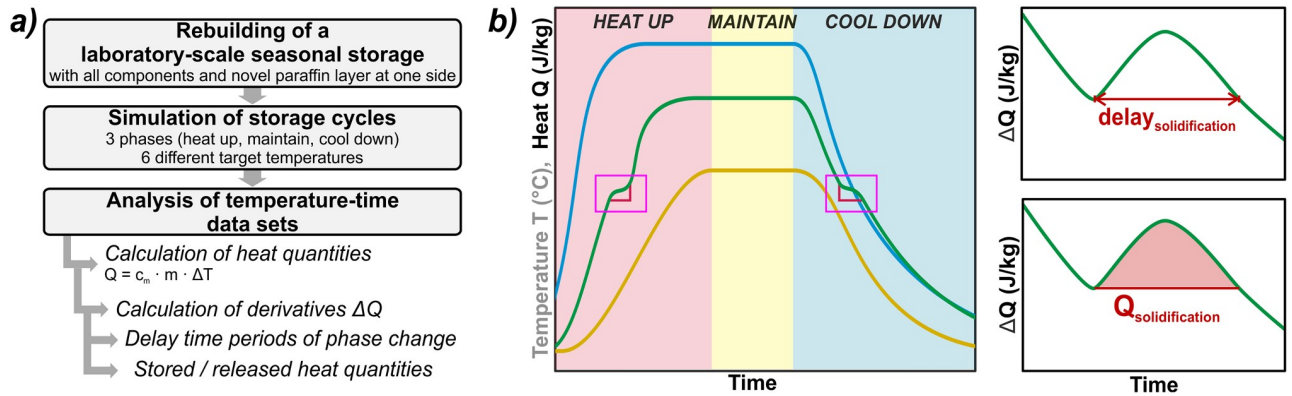 a)
Rebuilding of a
laboratory-scale seasonal storage
with all components and novel paraffin layer at one side
Simulation of storage cycles
3 phases (heat up, maintain, cool down)
6 different target temperatures
Analysis of temperature-time
data sets
Calculation of heat quantities
Q = cm · m · ΔT
Calculation of derivatives ΔQ
Delay time periods of phase change
Stored / released heat quantities
b)
HEAT UP
MAINTAIN
COOL DOWN
Temperature T (°C), Heat Q (J/kg)
Time
ΔQ (J/kg)
delay solidification
ΔQ (J/kg)
Q solidification
Time